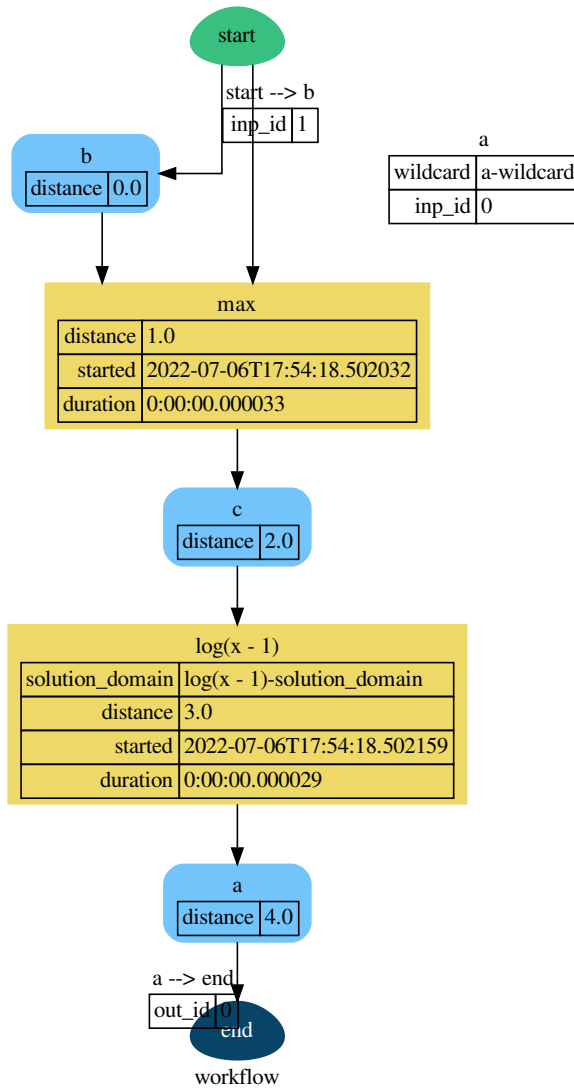 start
start --> b
inp_id 1
a
wildcard a-wildcard
inp_id 0
b
distance 0.0
max
distance 1.0
started 2022-07-06T17:54:18.502032
duration 0:00:00.000033
c
distance 2.0
log(x - 1)
solution_domain log(x - 1)-solution_domain
distance 3.0
started 2022-07-06T17:54:18.502159
duration 0:00:00.000029
a
distance 4.0
a --> end
out_id 0
end
workflow